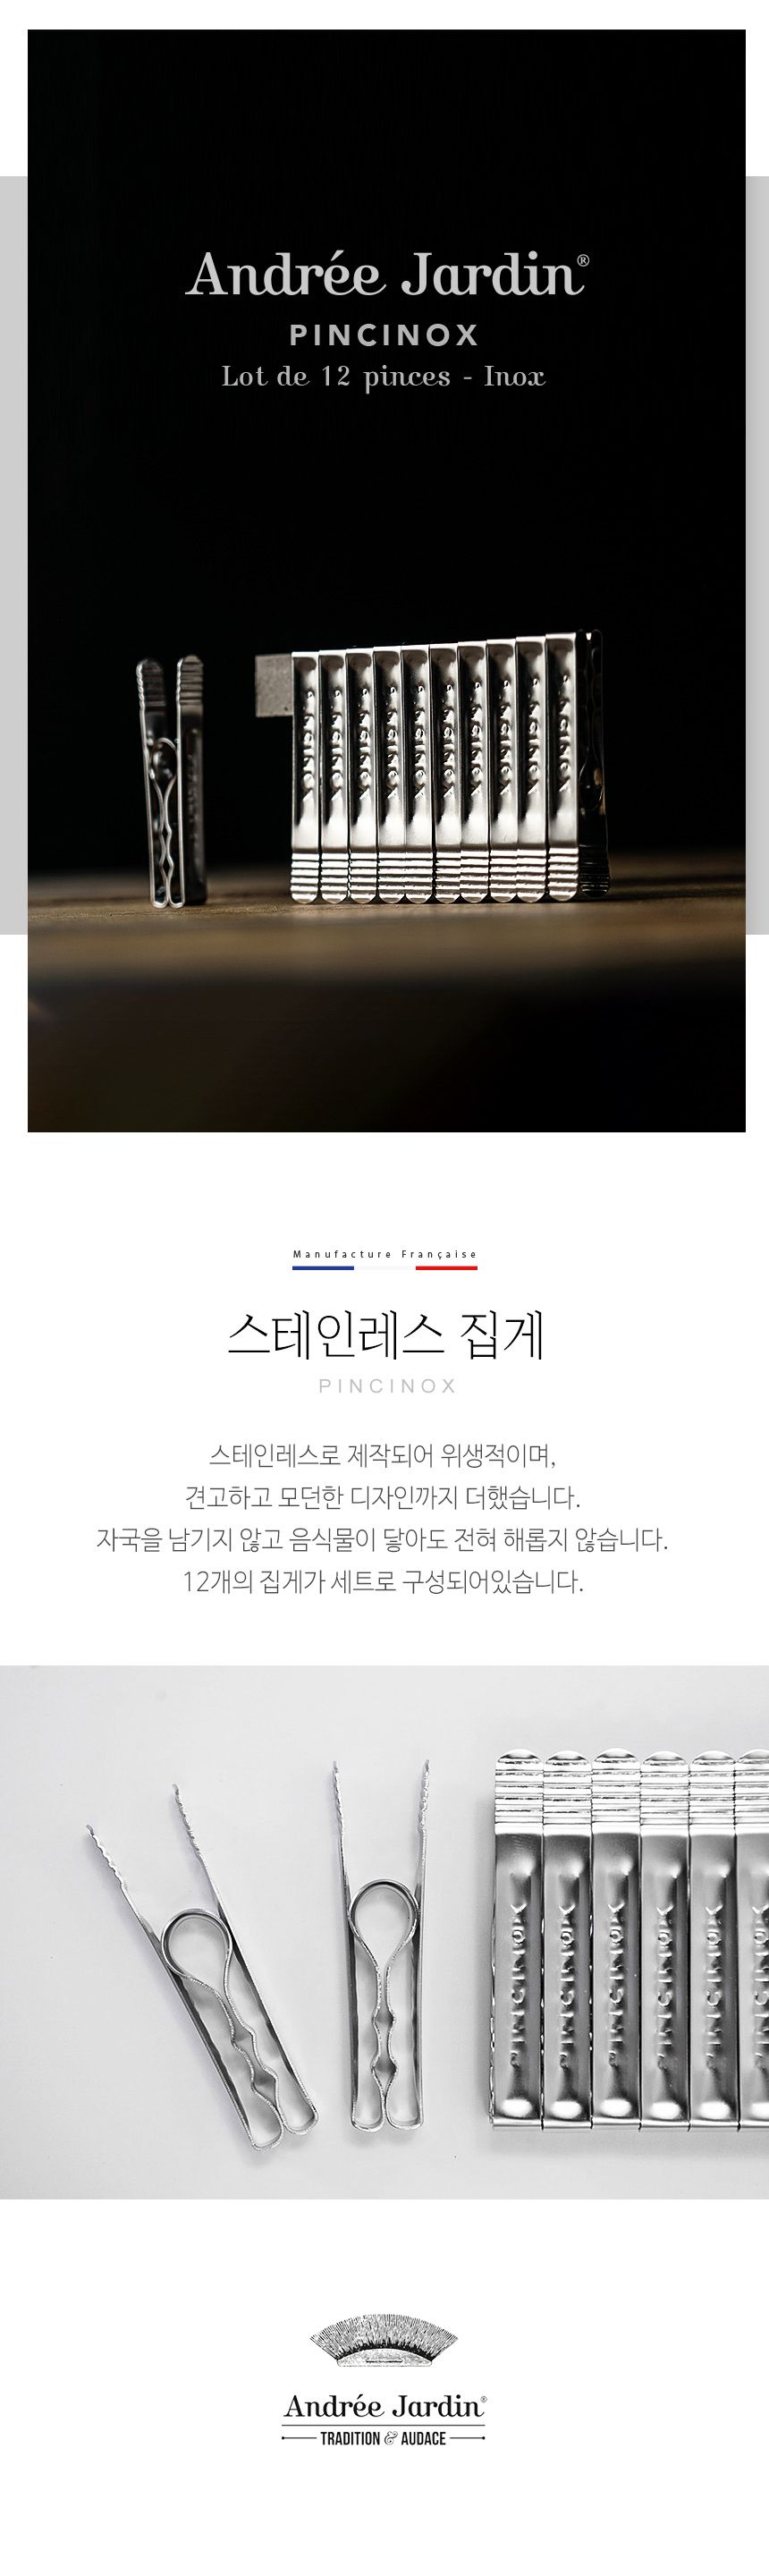 Andrée Jardin®
PINCINOX
Lot de 12 pinces - Inox
Manufacture Française
스테인레스 집게
PINCINOX
스테인레스로 제작되어 위생적이며,
견고하고 모던한 디자인까지 더했습니다.
자국을 남기지 않고 음식물이 닿아도 전혀 해롭지 않습니다.
12개의 집게가 세트로 구성되어있습니다.
PINCINOX
PINCINOX
PINCINOX
PINCINOX
PINCINOX
Andrée Jardin®
TRADITION & AUDACE